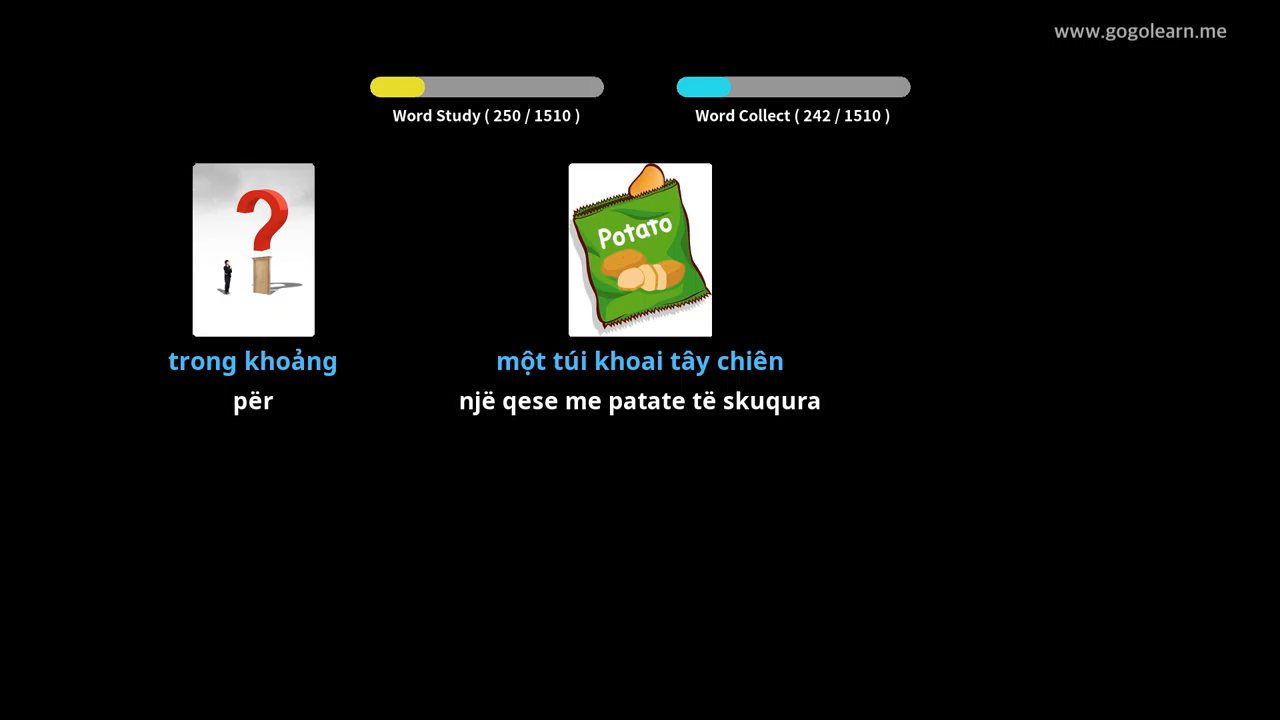 www.gogolearn.me
Word Study ( 250 / 1510 )
Word Collect ( 242 / 1510 )
Potato
trong khoảng
một túi khoai tây chiên
për
një qese me patate të skuqura